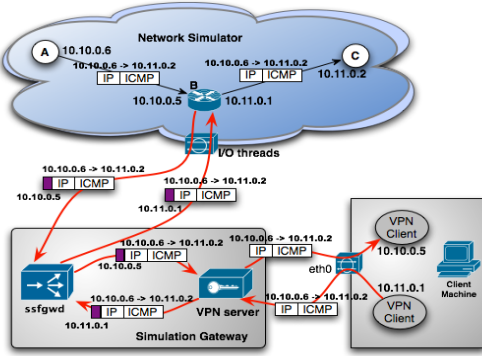 Network Simulator
A
10.10.0.6
C
10.11.0.2
10.10.0.6 -> 10.11.0.2
IP ICMP
10.10.0.6 -> 10.11.0.2
IP ICMP
B
10.10.0.5
10.11.0.1
I/O threads
10.10.0.6 -> 10.11.0.2
IP ICMP
10.10.0.5
10.10.0.6 -> 10.11.0.2
IP ICMP
10.11.0.1
10.10.0.6 -> 10.11.0.2
IP ICMP
10.10.0.5
10.10.0.6 -> 10.11.0.2
IP ICMP
VPN
Client
10.10.0.5
eth0
Client
Machine
10.11.0.1
VPN
Client
ssfgwd
10.10.0.6 -> 10.11.0.2
IP ICMP
10.11.0.1
VPN server
10.10.0.6 -> 10.11.0.2
IP ICMP
Simulation Gateway